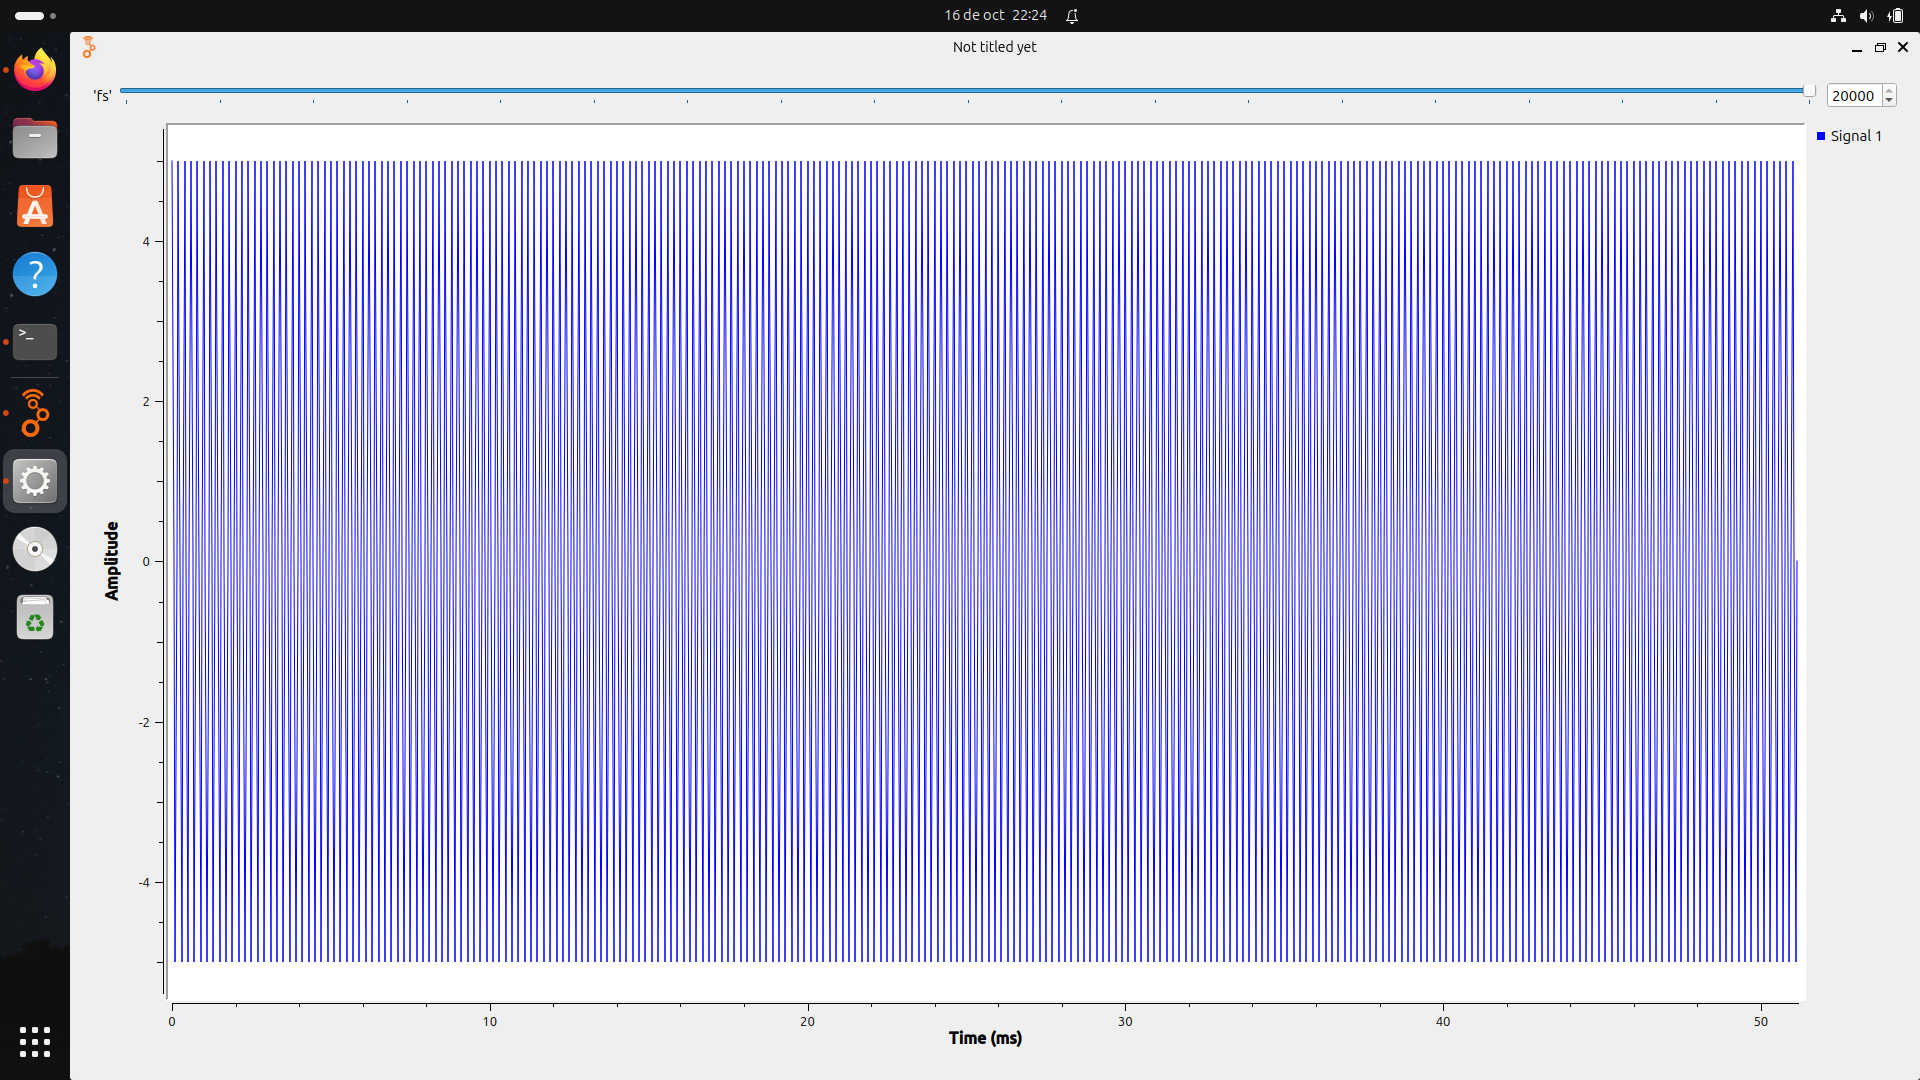 16 de oct 22:24
Not titled yet
'fs'
20000
Signal 1
4
2
0
-2
-4
Amplitude
0 10 20 30 40 50
Time (ms)